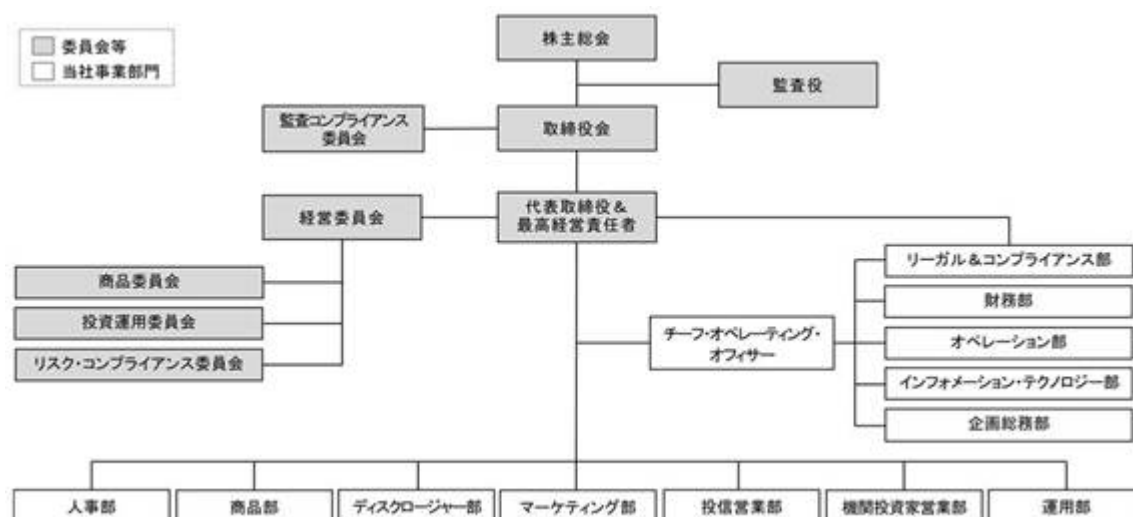 株主総会
委員会等
当社事業部門
監査役
監査コンプライアンス
委員会
取締役会
経営委員会
代表取締役＆
最高経営責任者
リーガル＆コンプライアンス部
商品委員会
財務部
投資運用委員会
チーフ・オペレーティング・
オフィサー
オペレーション部
リスク・コンプライアンス委員会
インフォメーション・テクノロジー部
企画総務部
人事部
商品部
ディスクロージャー部
マーケティング部
投信営業部
機関投資家営業部
運用部